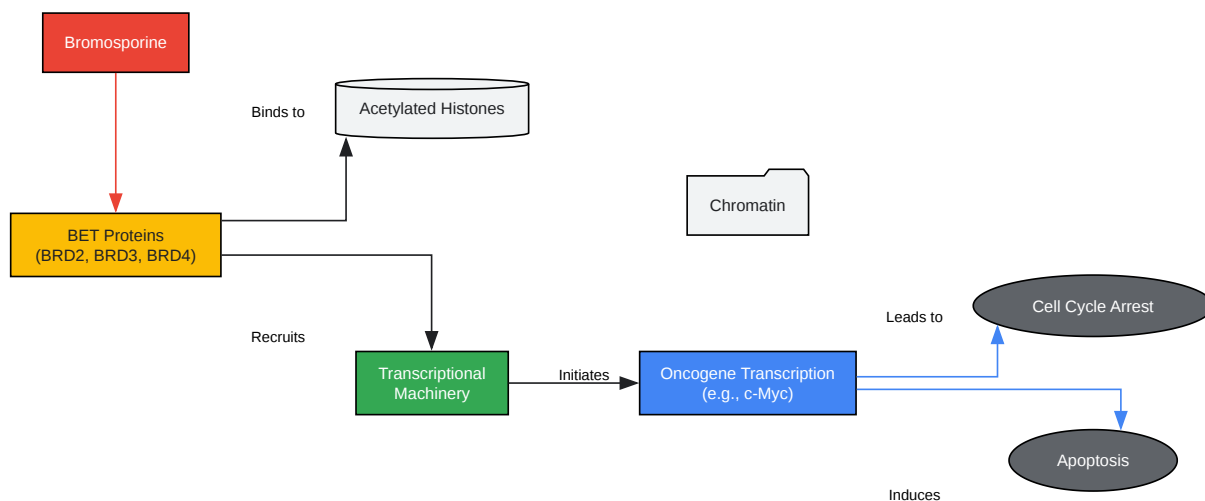 Bromosporine
Binds to
Acetylated Histones
Chromatin
BET Proteins
(BRD2, BRD3, BRD4)
Recruits
Transcriptional
Machinery
Initiates
Oncogene Transcription
(e.g., c-Myc)
Leads to
Cell Cycle Arrest
Apoptosis
Induces